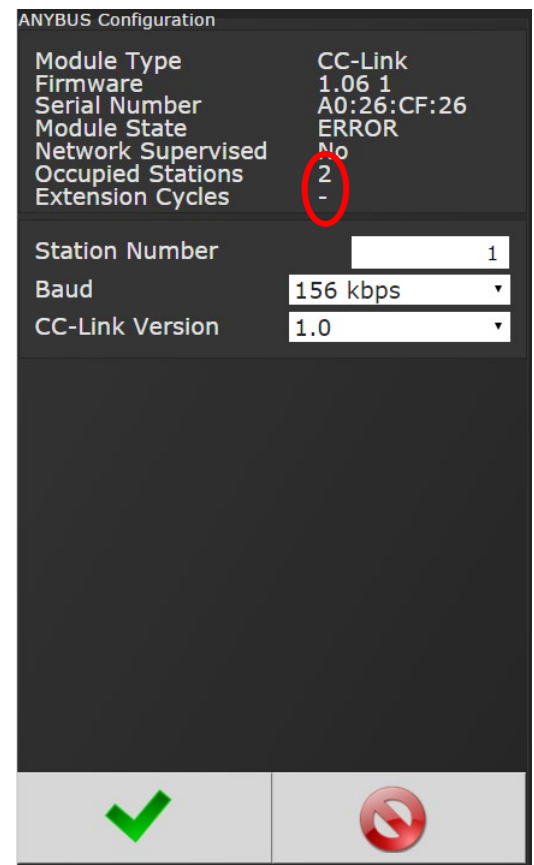 ANYBUS Configuration
Module Type CC-Link
Firmware 1.06 1
Serial Number A0:26:CF:26
Module State ERROR
Network Supervised No
Occupied Stations 2
Extension Cycles -
Station Number 1
Baud 156 kbps
CC-Link Version 1.0